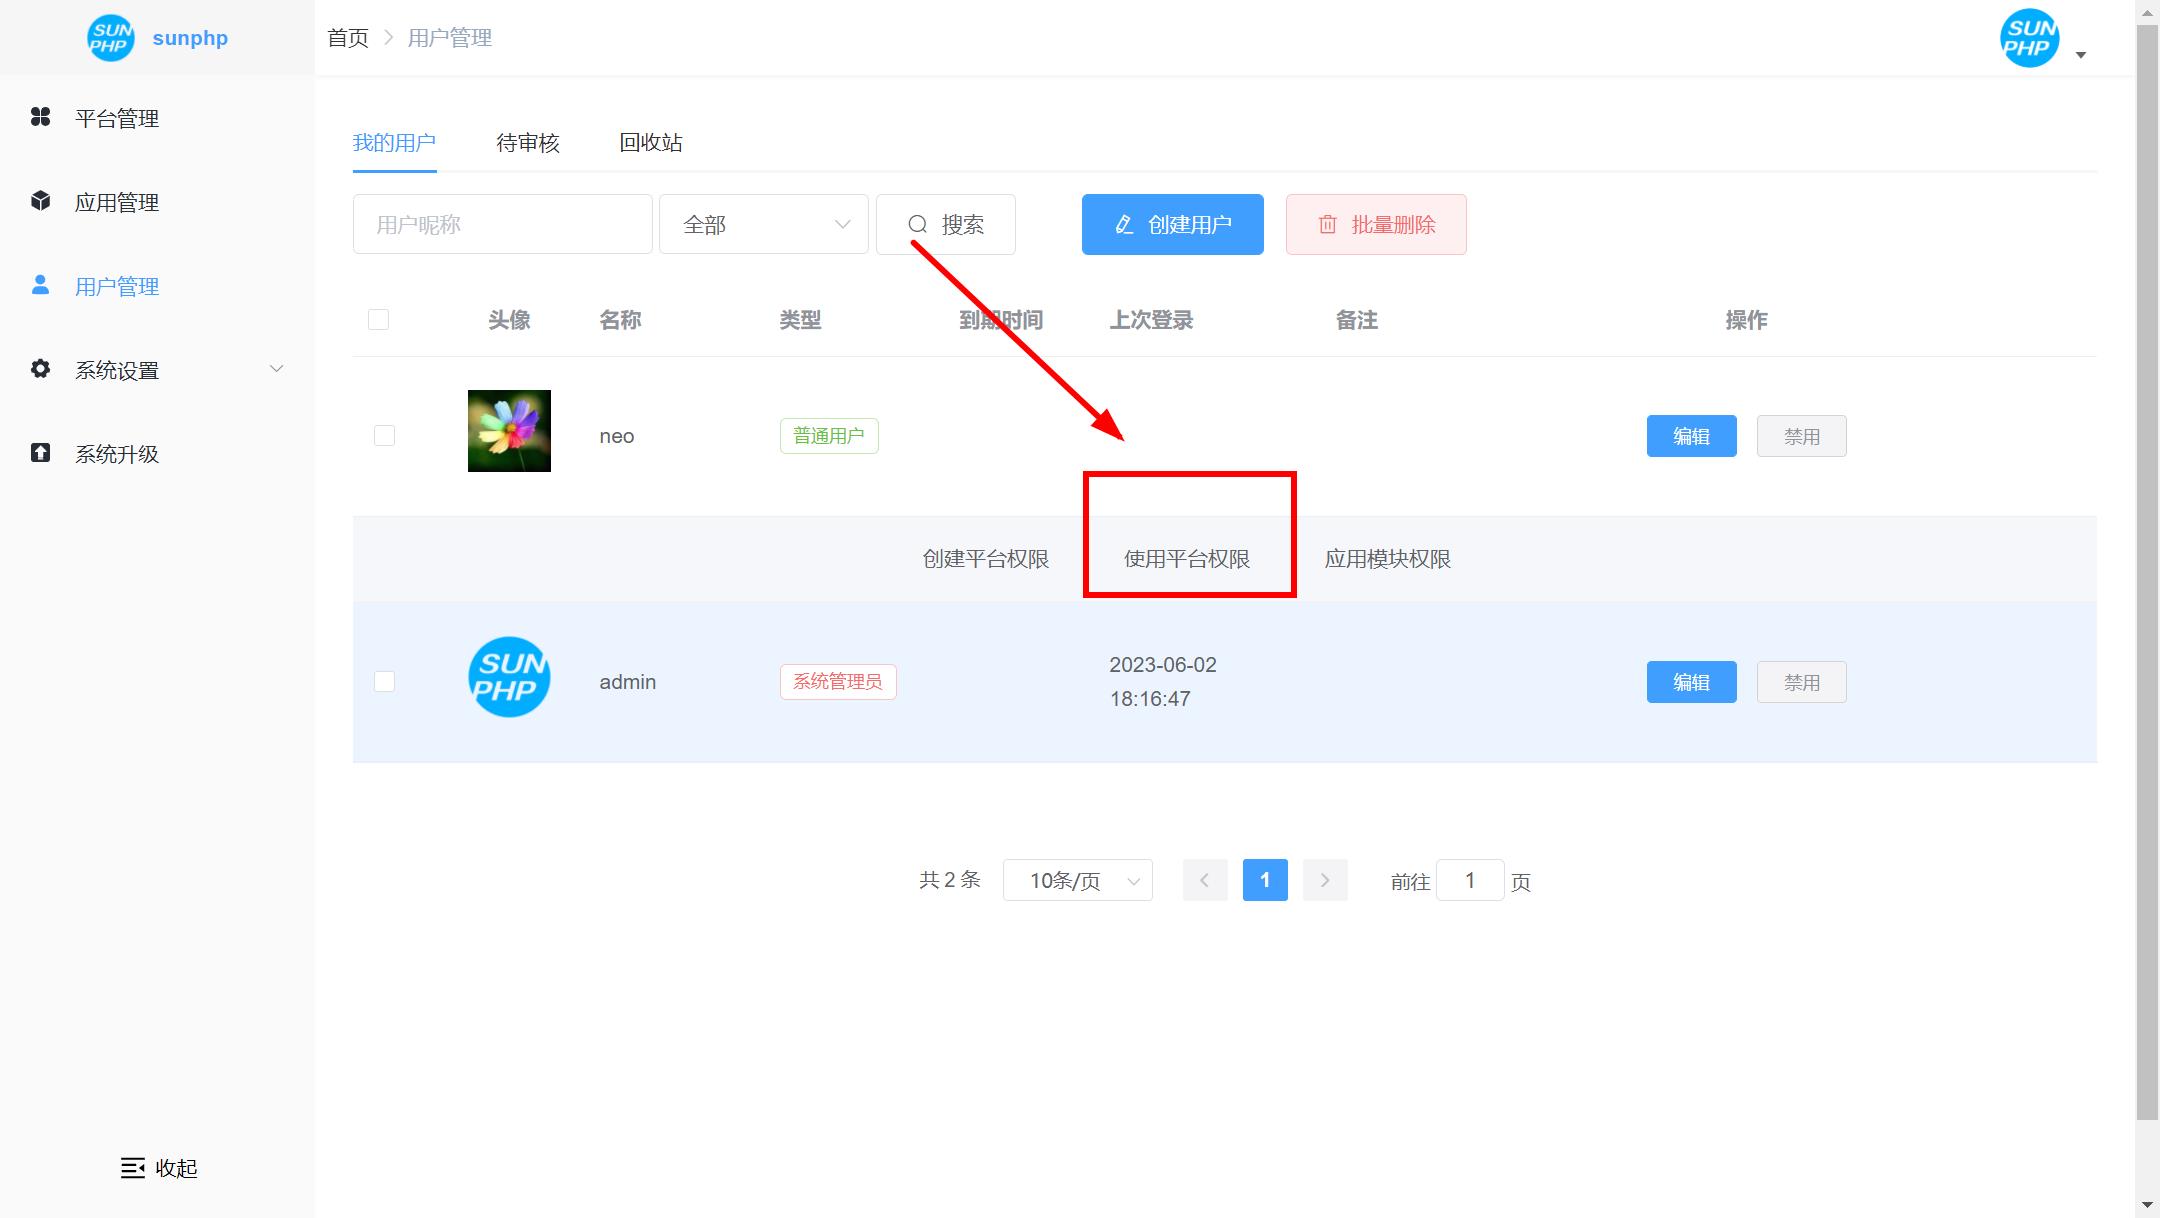 SUN PHP
sunphp
首页 > 用户管理
SUN PHP
平台管理
应用管理
用户管理
系统设置
系统升级
收起
我的用户 待审核 回收站
用户昵称 全部 搜索 创建用户 批量删除
头像 名称 类型 到期时间 上次登录 备注 操作
neo 普通用户 编辑 禁用
创建平台权限 使用平台权限 应用模块权限
SUN PHP admin 系统管理员 2023-06-02
18:16:47 编辑 禁用
共 2 条 10条/页 1 前往 1 页